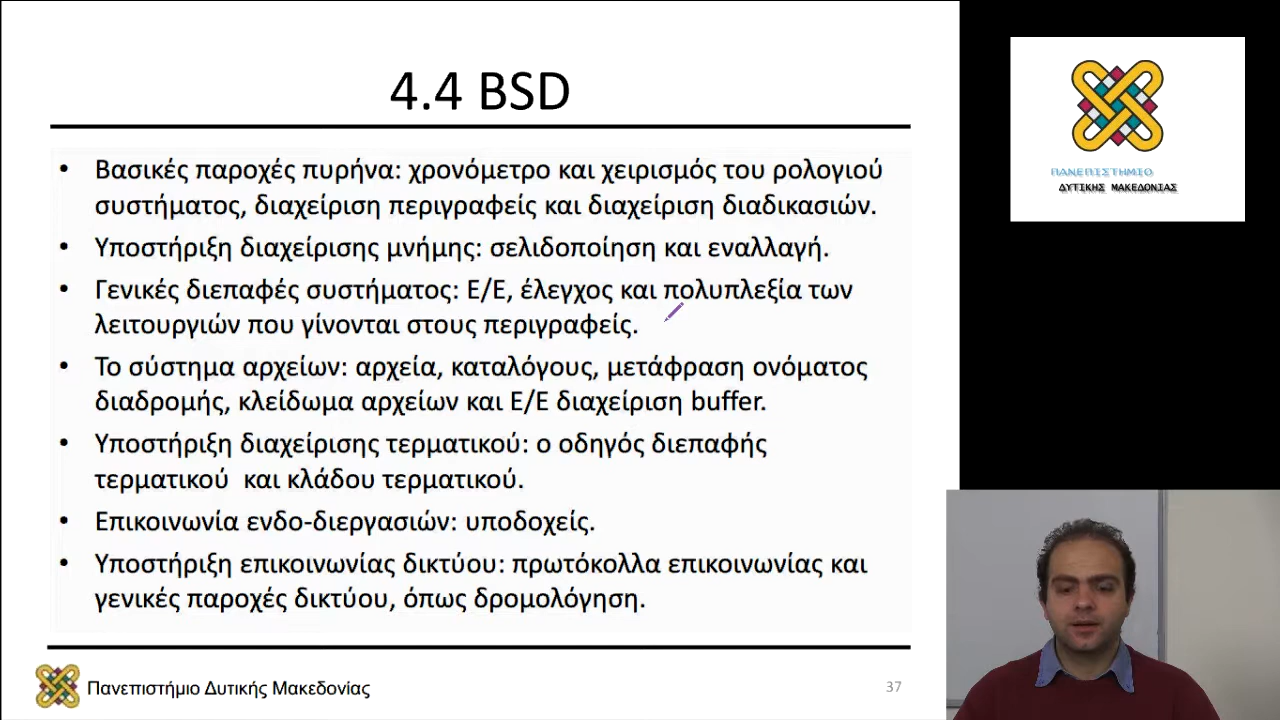 4.4 BSD
• Βασικές παροχές πυρήνα: χρονόμετρο και χειρισμός του ρολογιού
συστήματος, διαχείριση περιγραφείς και διαχείριση διαδικασιών.
• Υποστήριξη διαχείρισης μνήμης: σελιδοποίηση και εναλλαγή.
• Γενικές διεπαφές συστήματος: Ε/Ε, έλεγχος και πολυπλεξία των
λειτουργιών που γίνονται στους περιγραφείς.
• Το σύστημα αρχείων: αρχεία, καταλόγους, μετάφραση ονόματος
διαδρομής, κλείδωμα αρχείων και Ε/Ε διαχείριση buffer.
• Υποστήριξη διαχείρισης τερματικού: ο οδηγός διεπαφής
τερματικού και κλάδου τερματικού.
• Επικοινωνία ενδο-διεργασιών: υποδοχείς.
• Υποστήριξη επικοινωνίας δικτύου: πρωτόκολλα επικοινωνίας και
γενικές παροχές δικτύου, όπως δρομολόγηση.
Πανεπιστήμιο Δυτικής Μακεδονίας
37
ΠΑΝΕΠΙΣΤΗΜΙΟ
ΔΥΤΙΚΗΣ ΜΑΚΕΔΟΝΙΑΣ